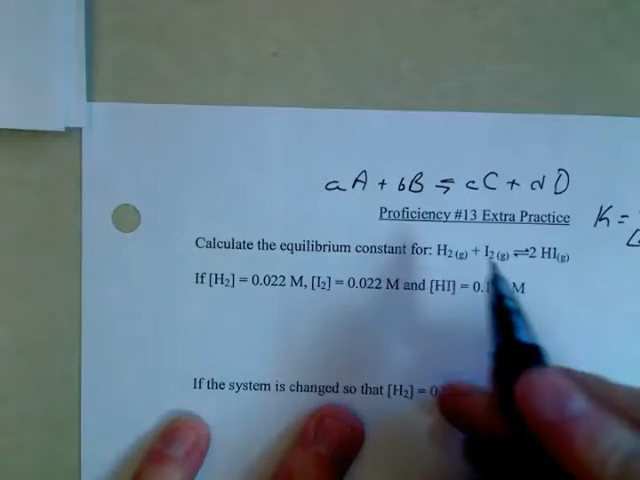 aA + bB ⇌ cC + dD
Proficiency #13 Extra Practice
K =
Calculate the equilibrium constant for: H2 (g) + I2 (g) ⇌2 HI(g)
If [H2] = 0.022 M, [I2] = 0.022 M and [HI] = M
If the system is changed so that [H2] =